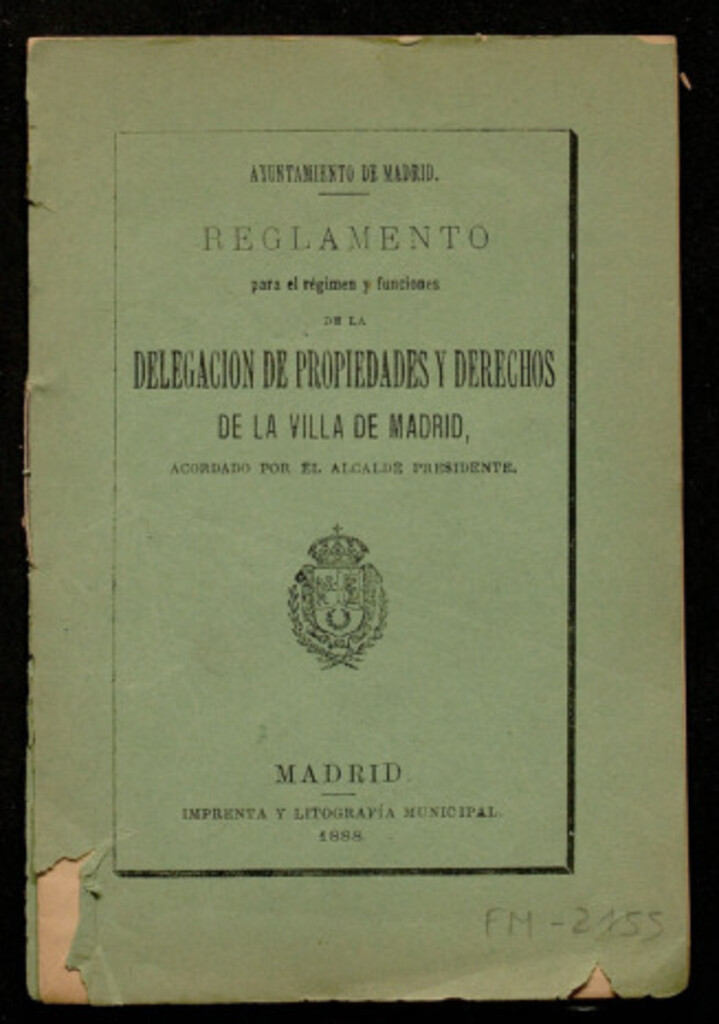 AYUNTAMIENTO DE MADRID.
REGLAMENTO
para el régimen y funciones
DE LA
DELEGACION DE PROPIEDADES Y DERECHOS
DE LA VILLA DE MADRID,
ACORDADO POR EL ALCALDE PRESIDENTE.
MADRID
IMPRENTA Y LITOGRAFÍA MUNICIPAL.
1888
FM-2155